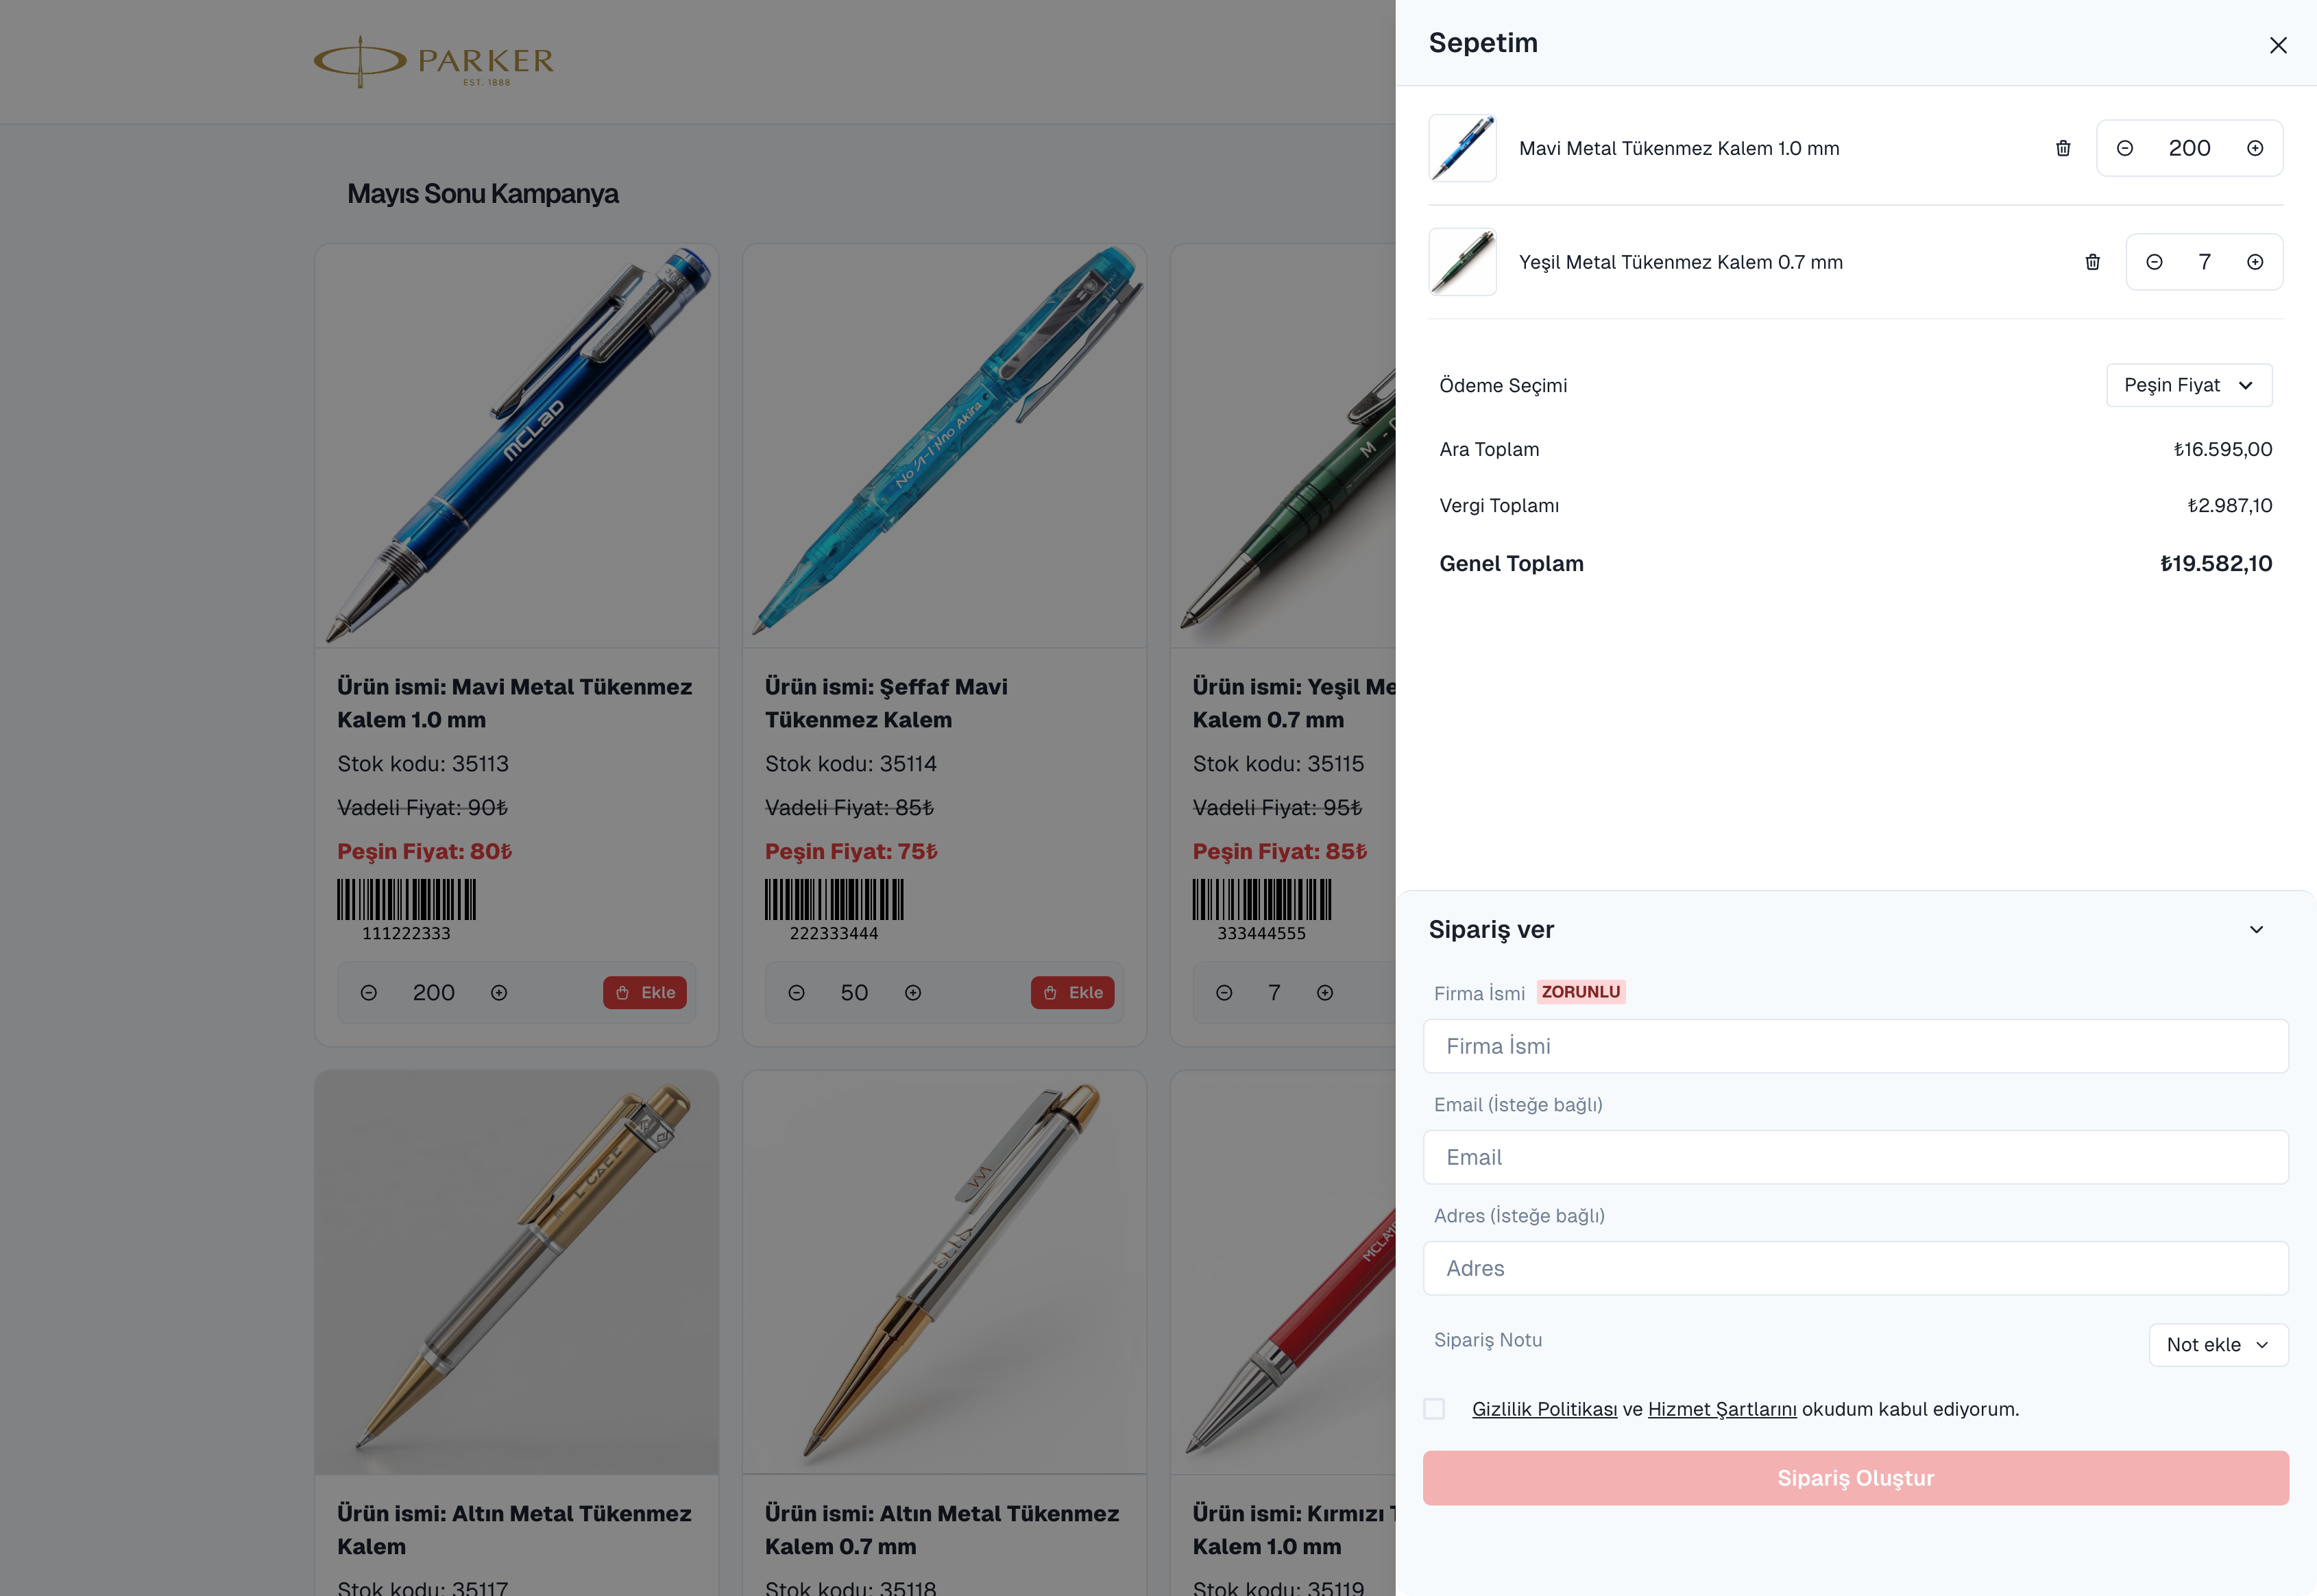 PARKER
EST. 1888
Mayıs Sonu Kampanya
MCLAD
Ürün ismi: Mavi Metal Tükenmez
Kalem 1.0 mm
Stok kodu: 35113
Vadeli Fiyat: 90₺
Peşin Fiyat: 80₺
111222333
200
Ekle
Akira
Ürün ismi: Şeffaf Mavi
Tükenmez Kalem
Stok kodu: 35114
Vadeli Fiyat: 85₺
Peşin Fiyat: 75₺
222333444
50
Ekle
Ürün ismi: Yeşil Me
Kalem 0.7 mm
Stok kodu: 35115
Vadeli Fiyat: 95₺
Peşin Fiyat: 85₺
333444555
7
Ürün ismi: Altın Metal Tükenmez
Kalem
Stok kodu: 35117
Ürün ismi: Altın Metal Tükenmez
Kalem 0.7 mm
Stok kodu: 35118
Ürün ismi: Kırmızı T
Kalem 1.0 mm
Stok kodu: 35119
Sepetim
Mavi Metal Tükenmez Kalem 1.0 mm
200
Yeşil Metal Tükenmez Kalem 0.7 mm
7
Ödeme Seçimi
Peşin Fiyat
Ara Toplam
₺16.595,00
Vergi Toplamı
₺2.987,10
Genel Toplam
₺19.582,10
Sipariş ver
Firma İsmi ZORUNLU
Firma İsmi
Email (İsteğe bağlı)
Email
Adres (İsteğe bağlı)
Adres
Sipariş Notu
Not ekle
Gizlilik Politikası ve Hizmet Şartlarını okudum kabul ediyorum.
Sipariş Oluştur